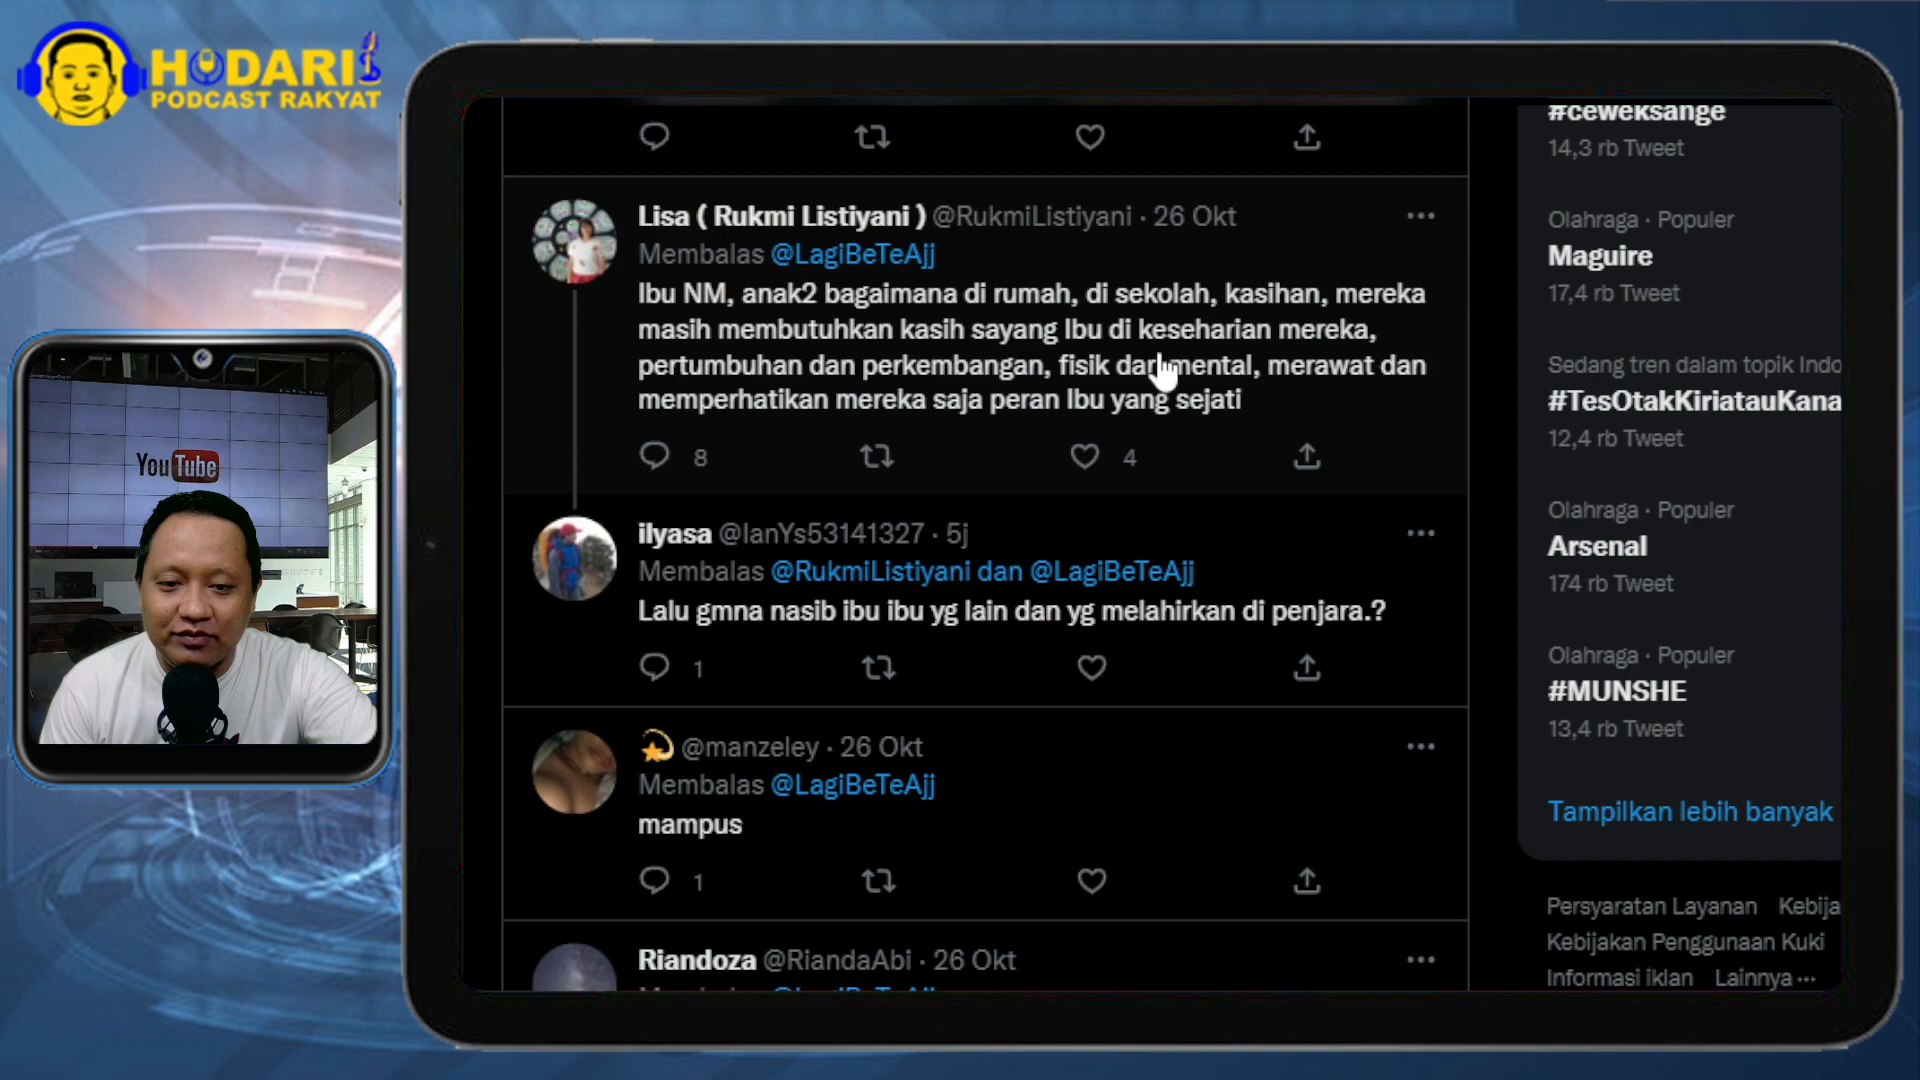 HODARI
PODCAST RAKYAT
YouTube
Lisa ( Rukmi Listiyani ) @RukmiListiyani · 26 Okt
Membalas @LagiBeTeAjj
Ibu NM, anak2 bagaimana di rumah, di sekolah, kasihan, mereka
masih membutuhkan kasih sayang Ibu di keseharian mereka,
pertumbuhan dan perkembangan, fisik dan mental, merawat dan
memperhatikan mereka saja peran Ibu yang sejati
8
4
ilyasa @IanYs53141327 · 5j
Membalas @RukmiListiyani dan @LagiBeTeAjj
Lalu gmna nasib ibu ibu yg lain dan yg melahirkan di penjara.?
1
@manzeley · 26 Okt
Membalas @LagiBeTeAjj
mampus
1
Riandoza @RiandaAbi · 26 Okt
#ceweksange
14,3 rb Tweet
Olahraga · Populer
Maguire
17,4 rb Tweet
Sedang tren dalam topik Indo
#TesOtakKiriatauKana
12,4 rb Tweet
Olahraga · Populer
Arsenal
174 rb Tweet
Olahraga · Populer
#MUNSHE
13,4 rb Tweet
Tampilkan lebih banyak
Persyaratan Layanan Kebija
Kebijakan Penggunaan Kuki
Informasi iklan Lainnya ···